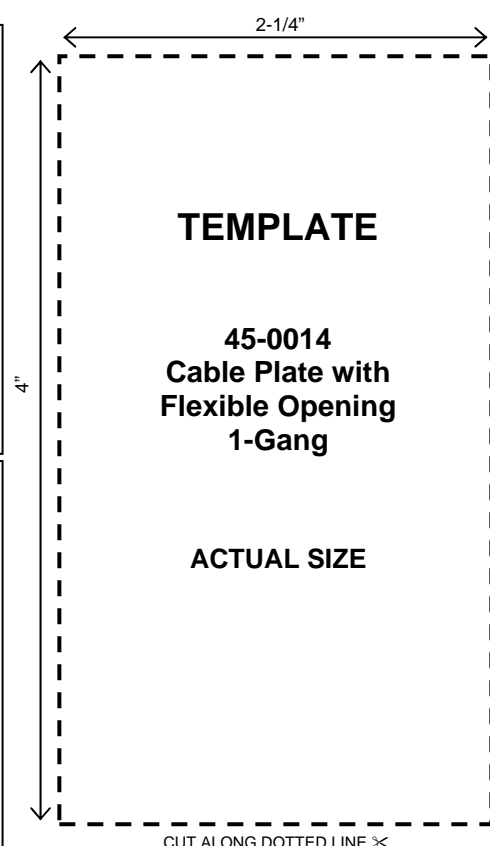 2-1/4”
4”
TEMPLATE
45-0014
Cable Plate with
Flexible Opening
1-Gang
ACTUAL SIZE
CUT ALONG DOTTED LINE ✂